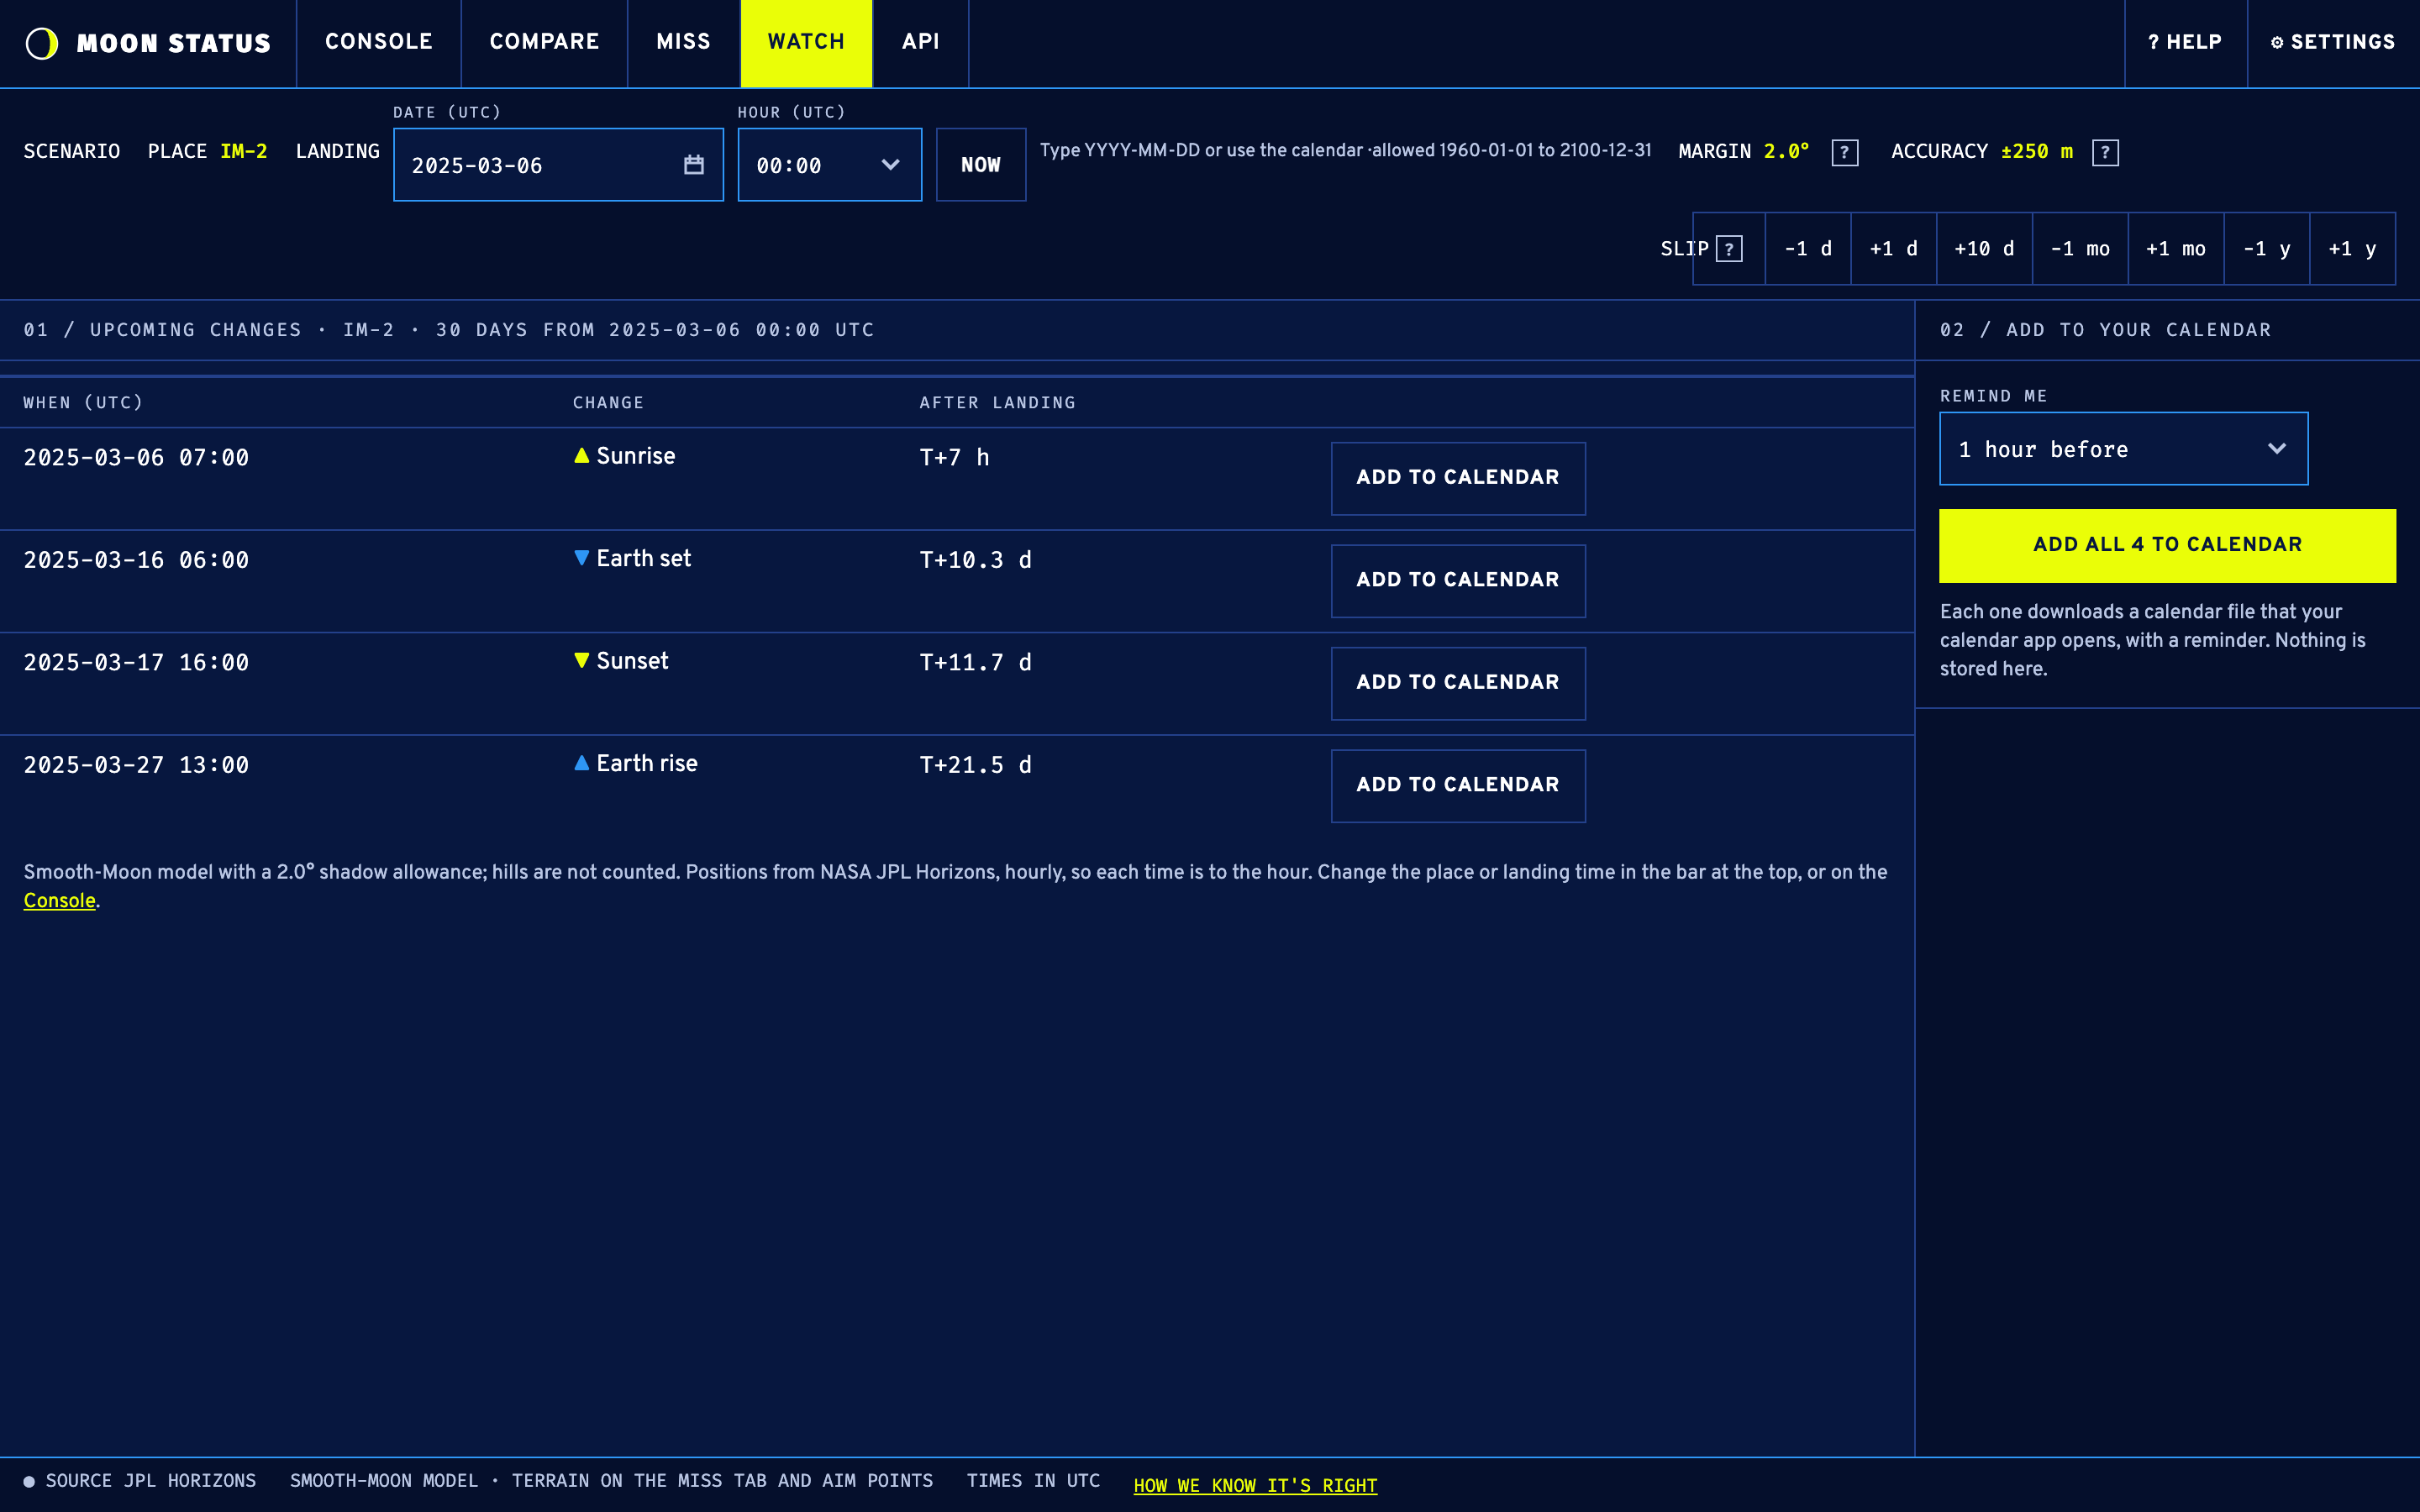 MOON STATUS CONSOLE COMPARE MISS WATCH API ? HELP ⚙ SETTINGS
DATE (UTC) HOUR (UTC)
SCENARIO PLACE IM-2 LANDING 2025-03-06 00:00 NOW Type YYYY-MM-DD or use the calendar ·allowed 1960-01-01 to 2100-12-31 MARGIN 2.0° ? ACCURACY ±250 m ?
SLIP ? -1 d +1 d +10 d -1 mo +1 mo -1 y +1 y
01 / UPCOMING CHANGES · IM-2 · 30 DAYS FROM 2025-03-06 00:00 UTC
WHEN (UTC) CHANGE AFTER LANDING
2025-03-06 07:00 ▲ Sunrise T+7 h ADD TO CALENDAR
2025-03-16 06:00 ▼ Earth set T+10.3 d ADD TO CALENDAR
2025-03-17 16:00 ▼ Sunset T+11.7 d ADD TO CALENDAR
2025-03-27 13:00 ▲ Earth rise T+21.5 d ADD TO CALENDAR
Smooth-Moon model with a 2.0° shadow allowance; hills are not counted. Positions from NASA JPL Horizons, hourly, so each time is to the hour. Change the place or landing time in the bar at the top, or on the
Console.
02 / ADD TO YOUR CALENDAR
REMIND ME
1 hour before
ADD ALL 4 TO CALENDAR
Each one downloads a calendar file that your
calendar app opens, with a reminder. Nothing is
stored here.
● SOURCE JPL HORIZONS SMOOTH-MOON MODEL · TERRAIN ON THE MISS TAB AND AIM POINTS TIMES IN UTC HOW WE KNOW IT'S RIGHT